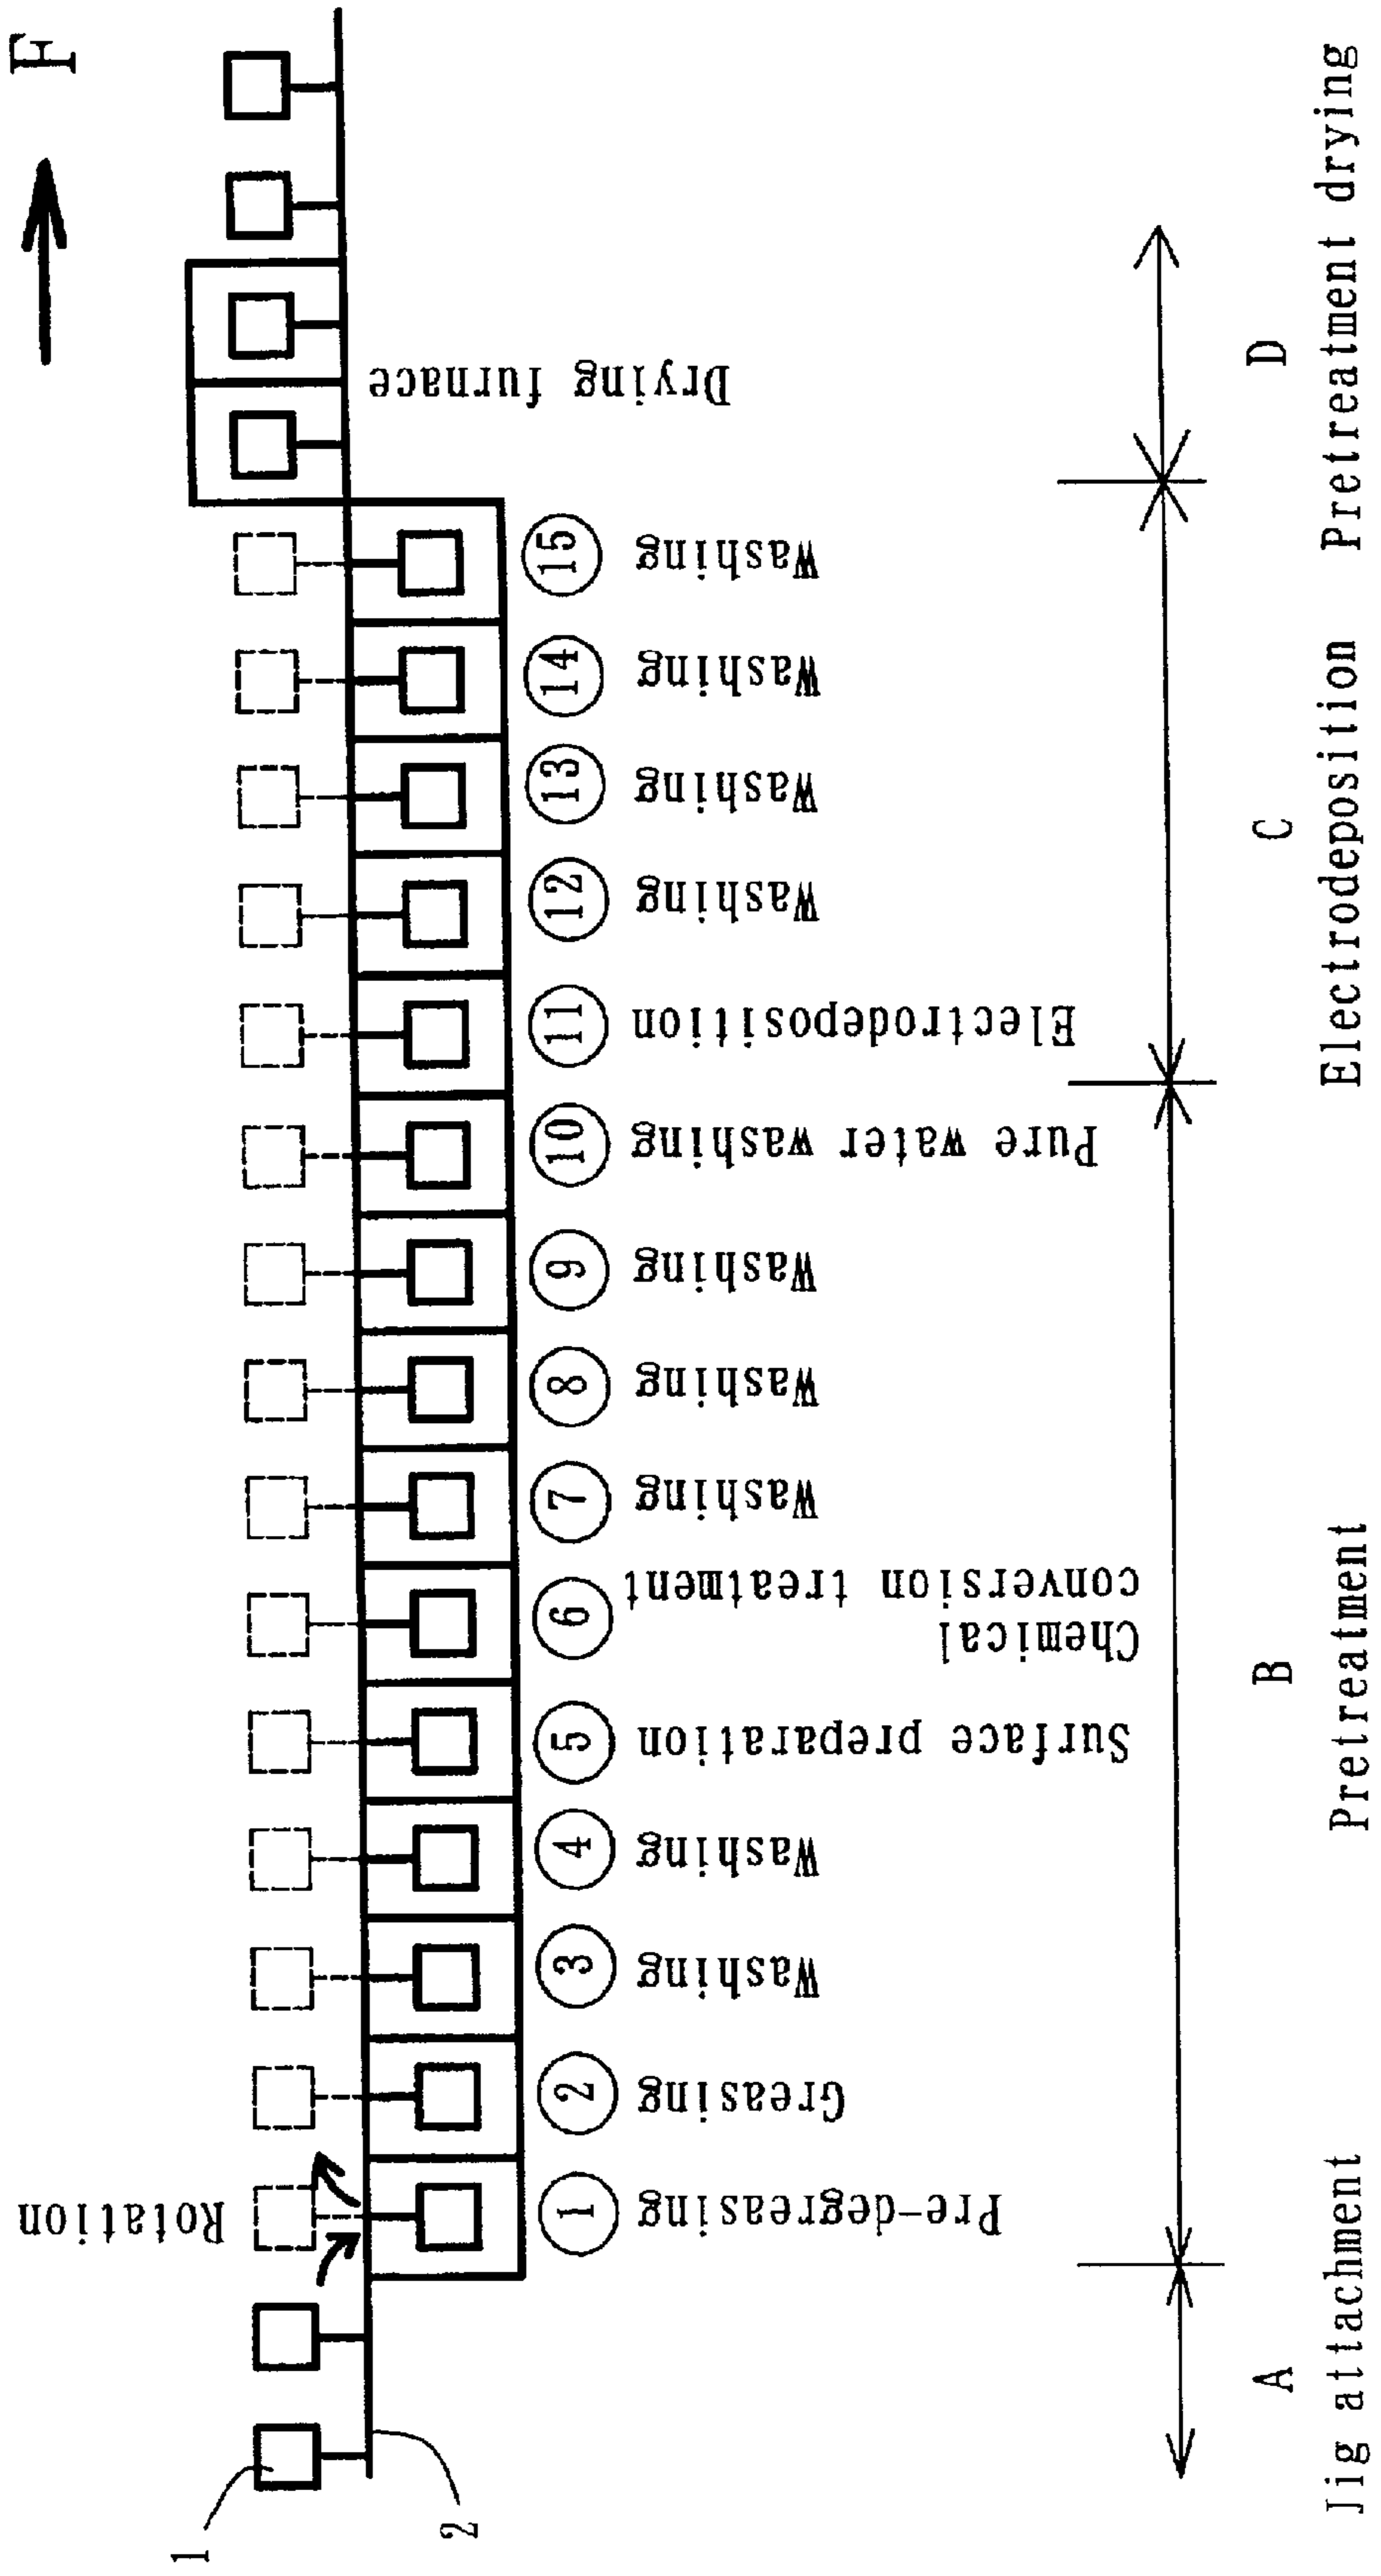 F
Rotation
1
2
Drying furnace
① Pre-degreasing
② Greasing
③ Washing
④ Washing
⑤ Surface preparation
⑥ Chemical
conversion treatment
⑦ Washing
⑧ Washing
⑨ Washing
⑩ Pure water washing
⑪ Electrodeposition
⑫ Washing
⑬ Washing
⑭ Washing
⑮ Washing
A
B
C
D
Jig attachment
Pretreatment
Electrodeposition
Pretreatment drying